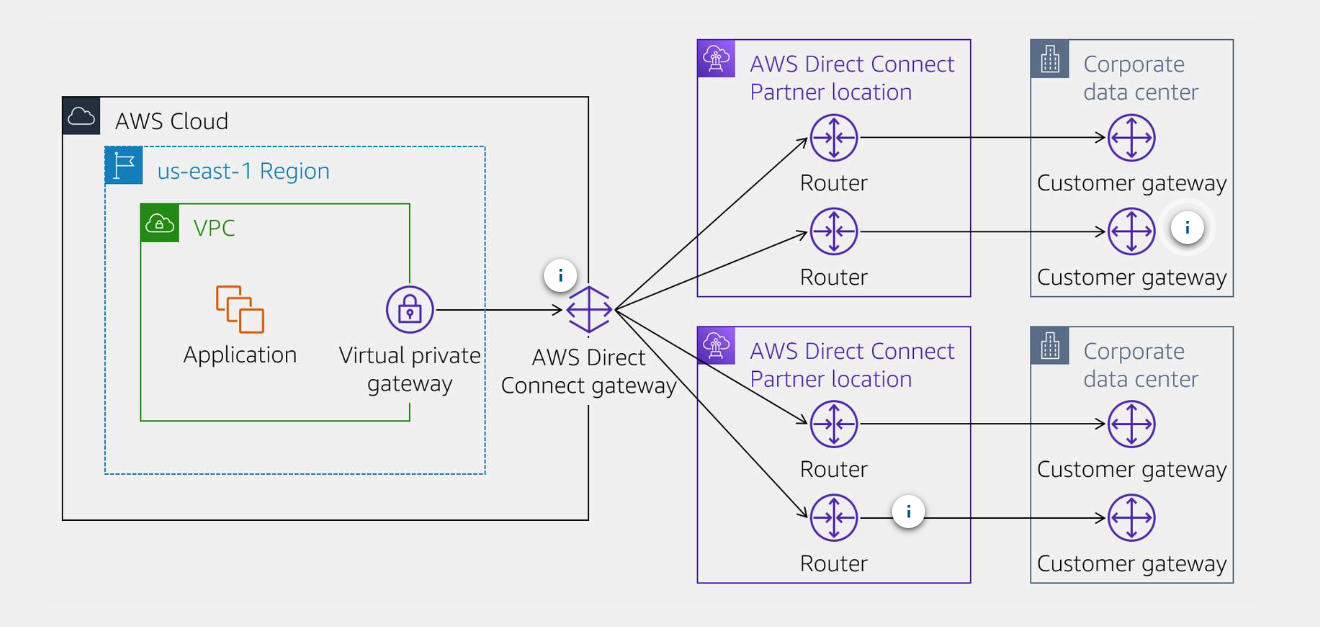 AWS Cloud
us-east-1 Region
VPC
Application
Virtual private
gateway
i
AWS Direct
Connect gateway
AWS Direct Connect
Partner location
Router
Router
Corporate
data center
Customer gateway
i
Customer gateway
AWS Direct Connect
Partner location
Router
i
Router
Corporate
data center
Customer gateway
Customer gateway